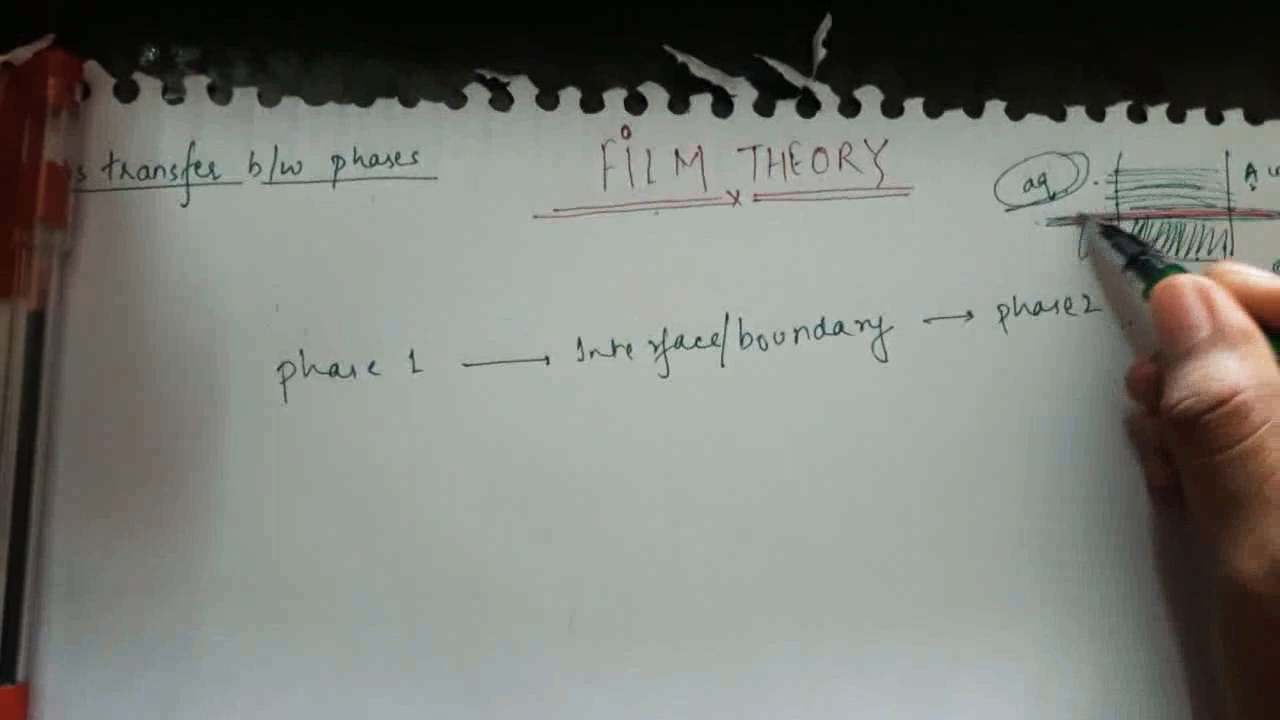 s transfer b/w phases
FiLM THEORY
aq
A
phase 1 → Interface/boundary → phase 2